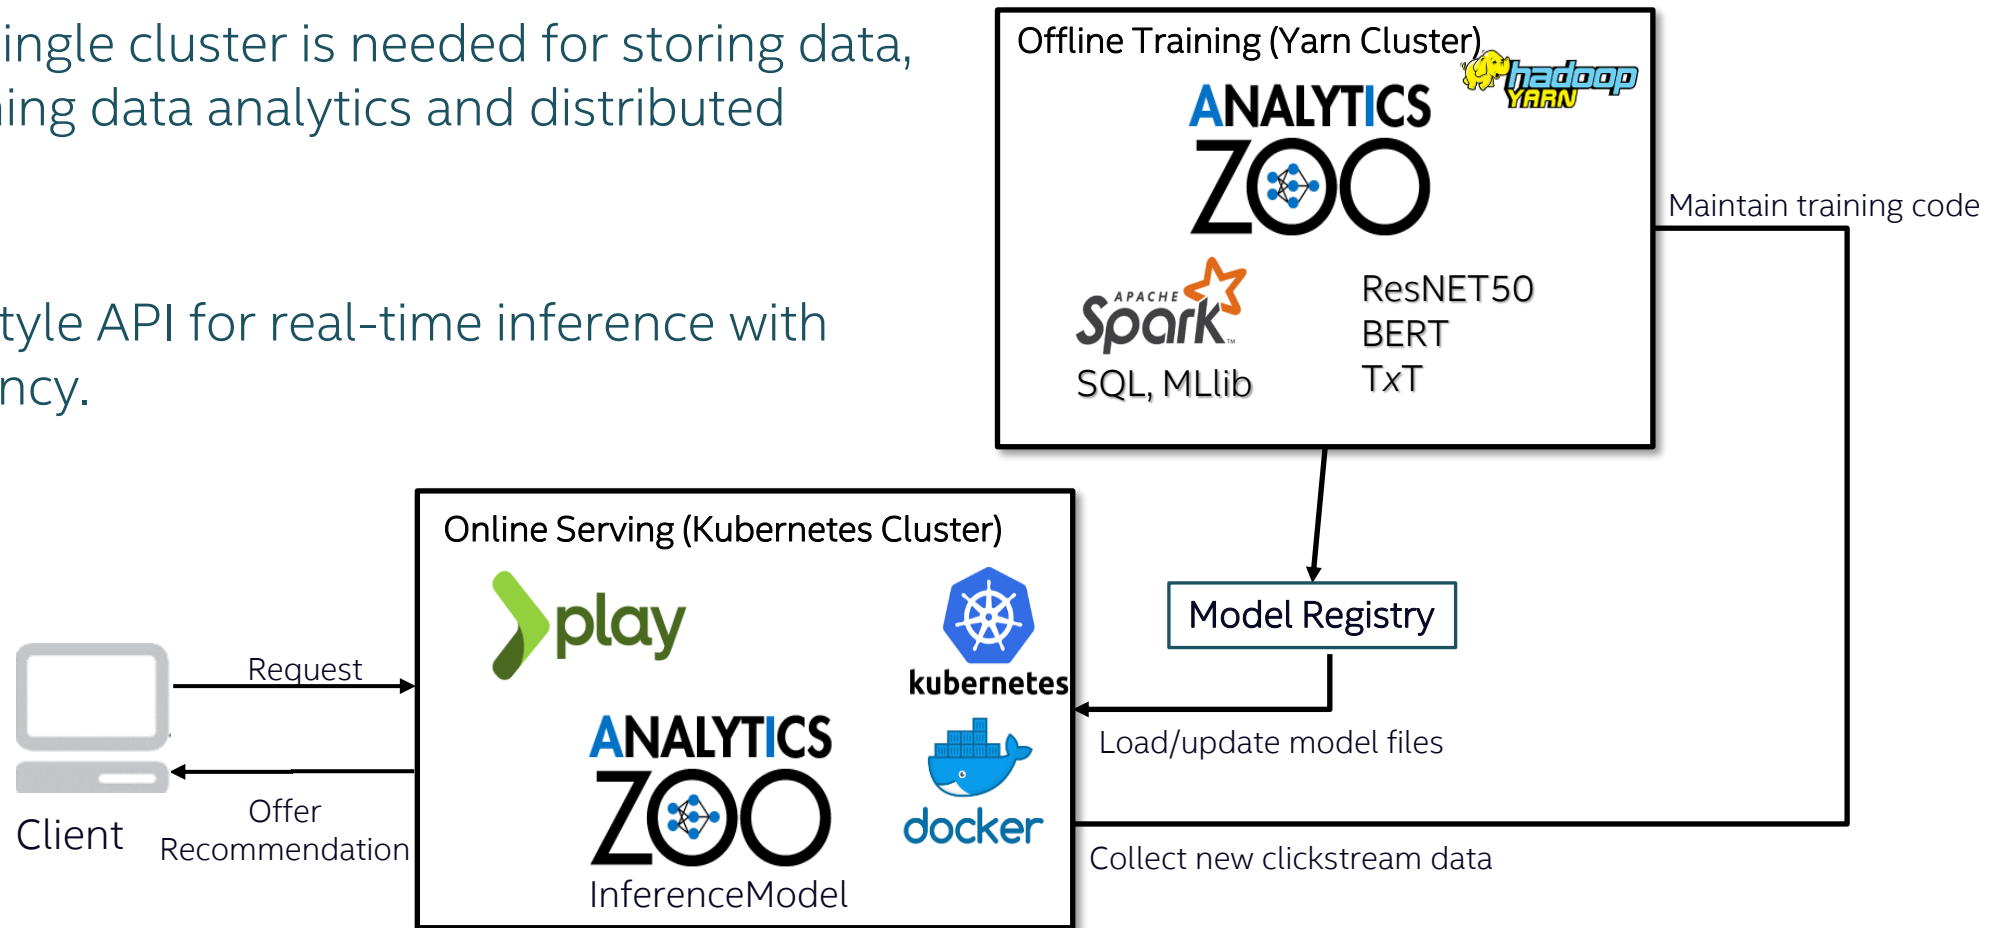 ingle cluster is needed for storing data,
ing data analytics and distributed
tyle API for real-time inference with
ncy.
Offline Training (Yarn Cluster)
hadoop
YARN
ANALYTICS
ZOO
APACHE
Spark
TM
SQL, MLlib
ResNET50
BERT
TxT
Maintain training code
Model Registry
Load/update model files
Collect new clickstream data
Online Serving (Kubernetes Cluster)
play
kubernetes
ANALYTICS
ZOO
InferenceModel
docker
Request
Offer
Recommendation
Client